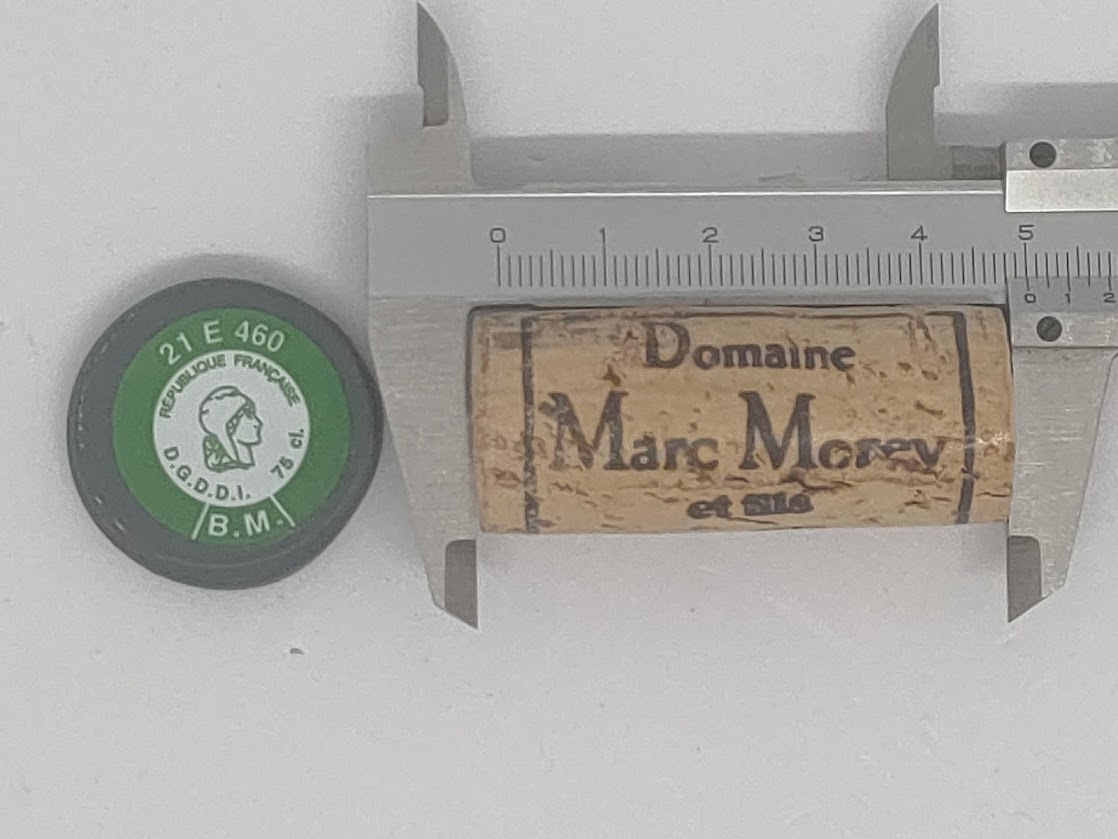 0 1 2 3 4 5
0 1 2
21 E 460
RÉPUBLIQUE FRANÇAISE
D.G.D.D.I. 75 cl.
B.M.
Domaine
Marc Morey
et fils